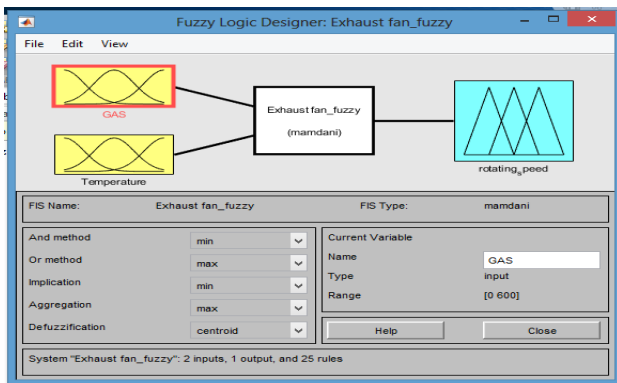 Fuzzy Logic Designer: Exhaust fan_fuzzy
File Edit View
GAS
Temperature
Exhaust fan_fuzzy
(mamdani)
rotating_speed
FIS Name: Exhaust fan_fuzzy FIS Type: mamdani
And method min
Or method max
Implication min
Aggregation max
Defuzzification centroid
Current Variable
Name GAS
Type input
Range [0 600]
Help Close
System "Exhaust fan_fuzzy": 2 inputs, 1 output, and 25 rules